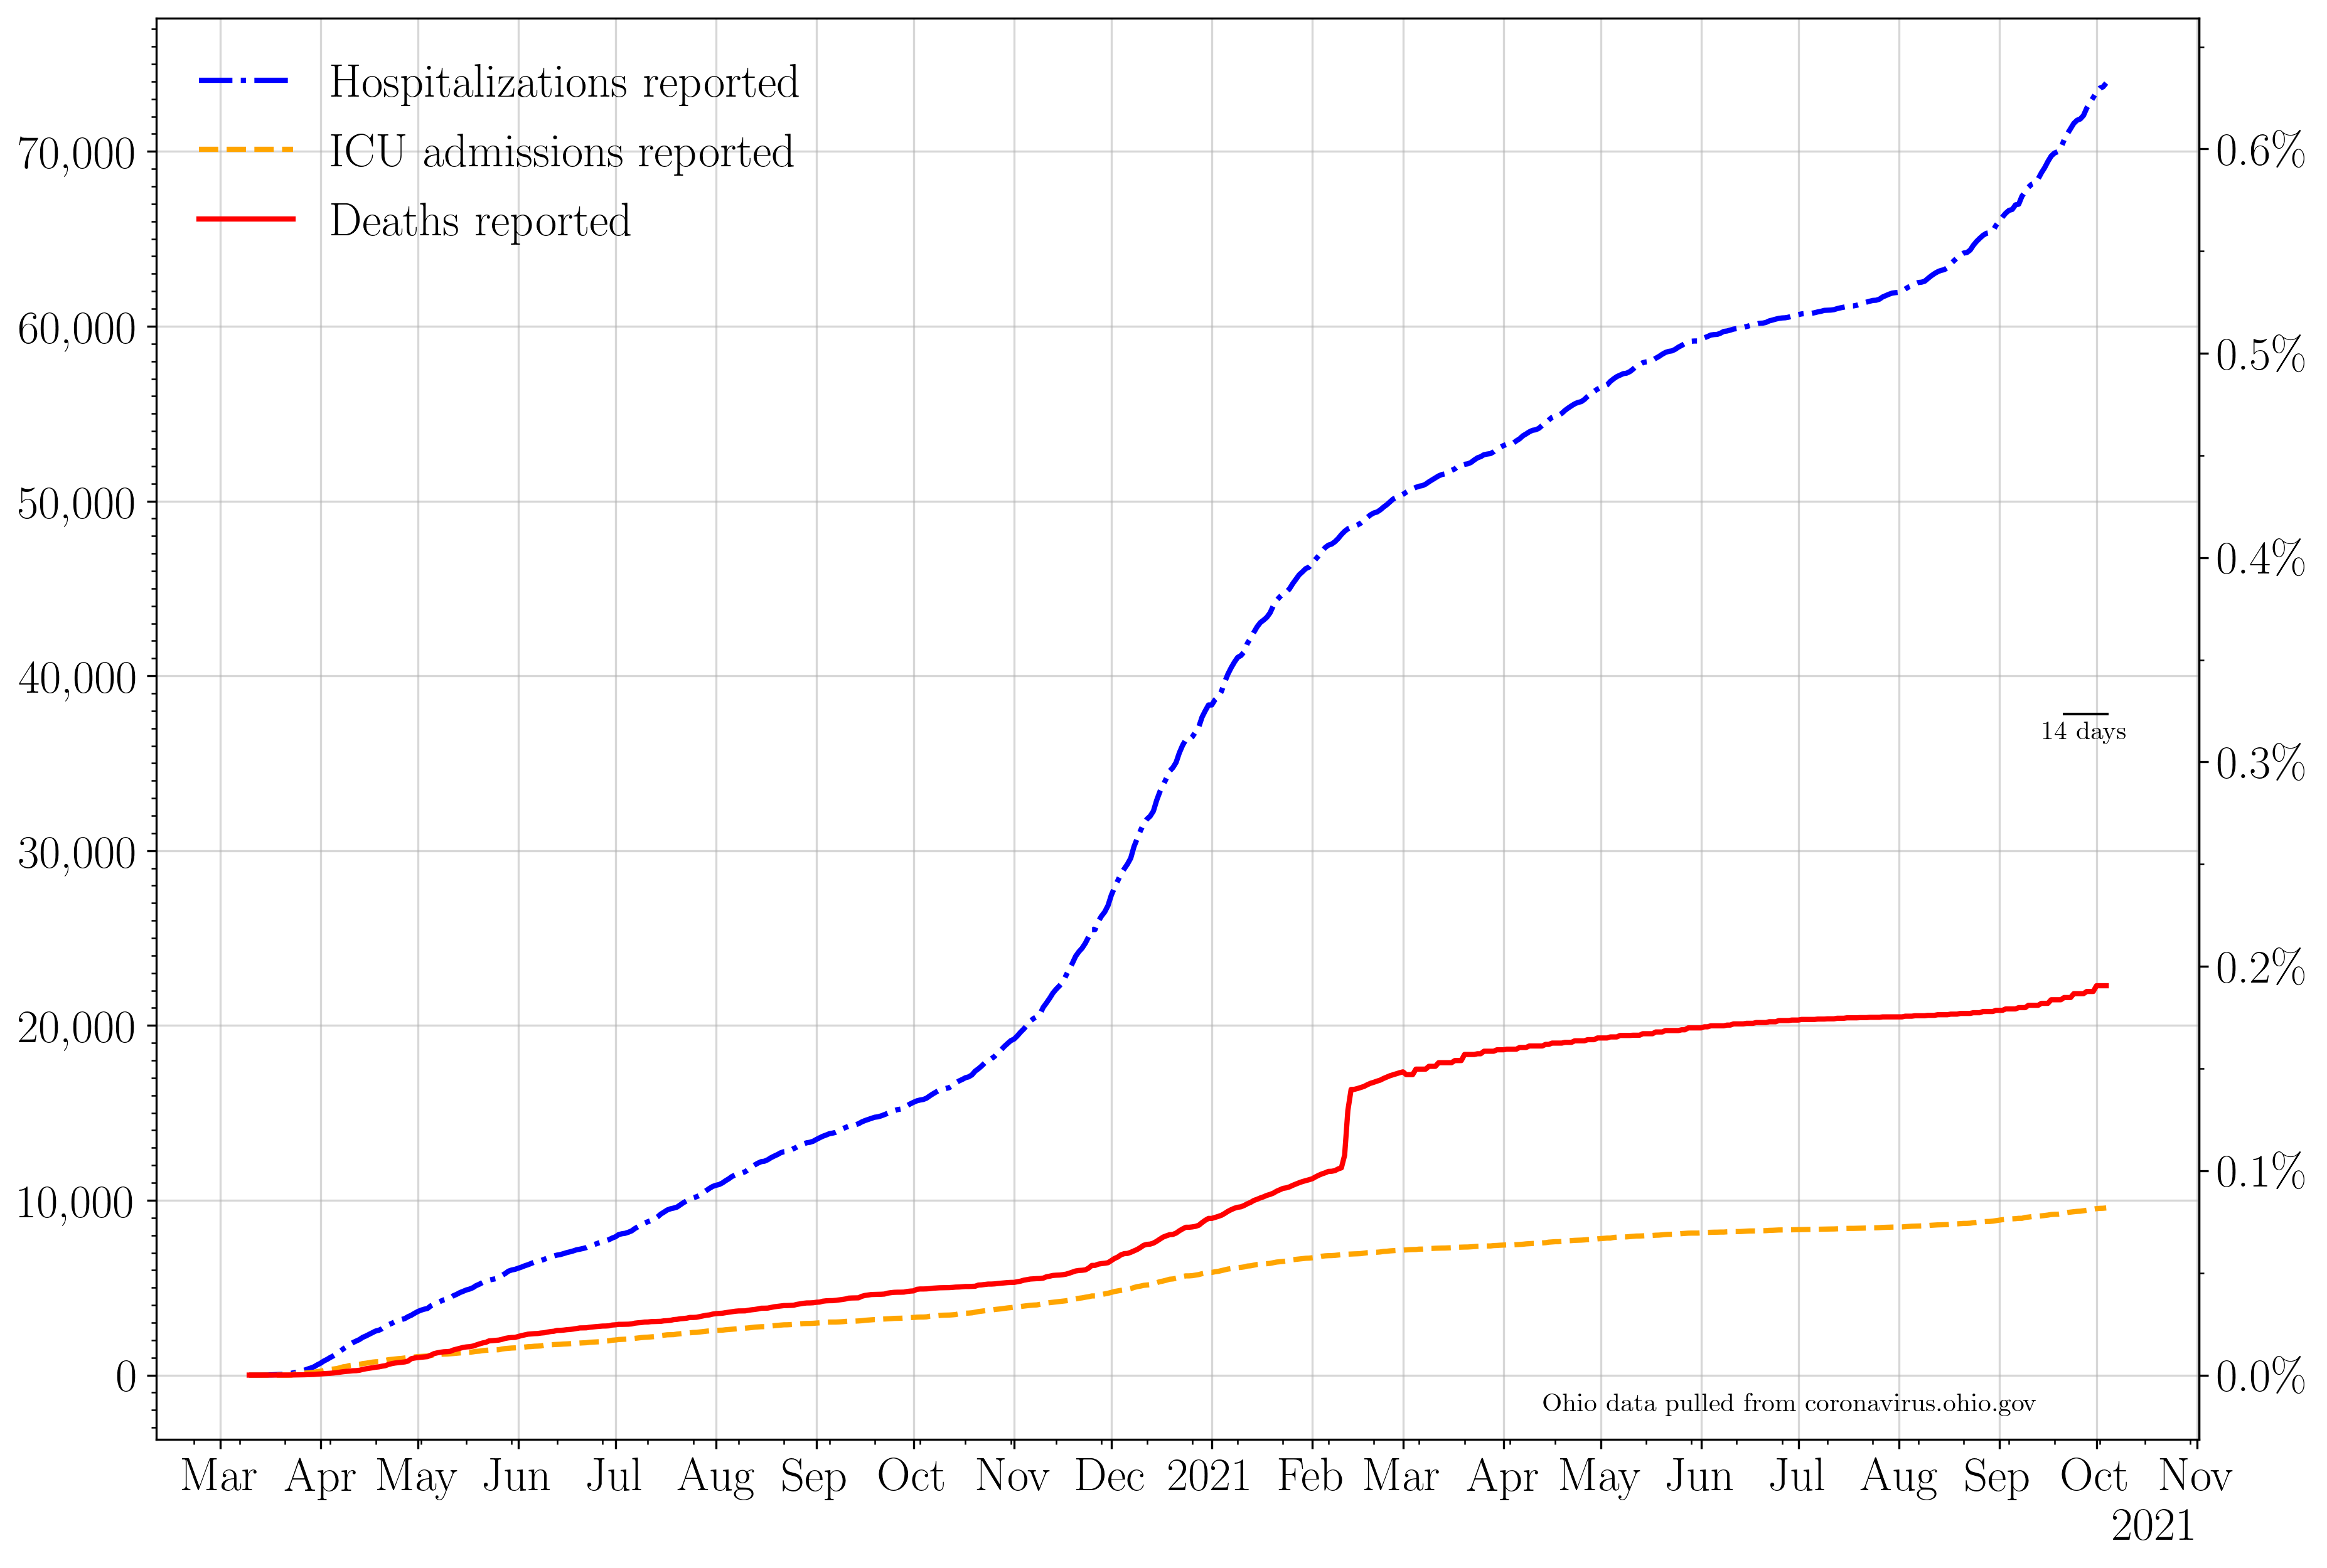 Hospitalizations reported
ICU admissions reported
Deaths reported
70,000
60,000
50,000
40,000
30,000
20,000
10,000
0
0.6%
0.5%
0.4%
0.3%
0.2%
0.1%
0.0%
14 days
Ohio data pulled from coronavirus.ohio.gov
Mar Apr May Jun Jul Aug Sep Oct Nov Dec 2021 Feb Mar Apr May Jun Jul Aug Sep Oct Nov
2021